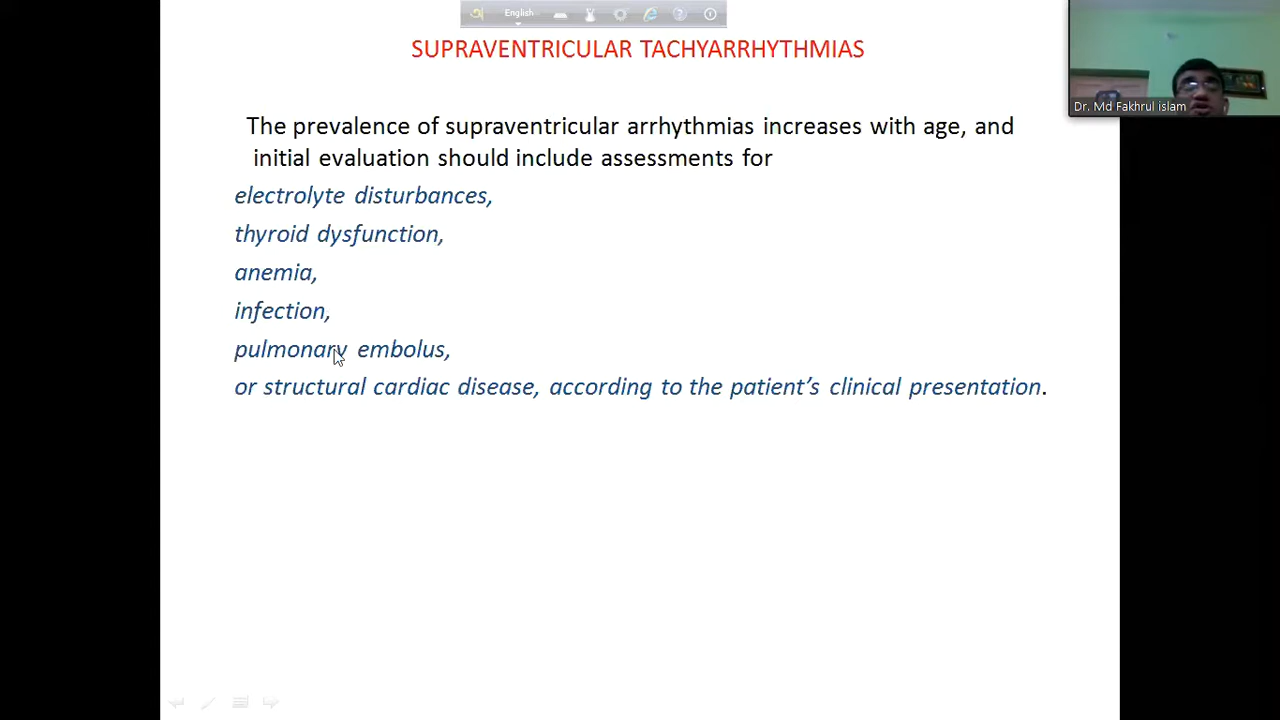 English
SUPRAVENTRICULAR TACHYARRHYTHMIAS
Dr. Md Fakhrul islam
The prevalence of supraventricular arrhythmias increases with age, and
initial evaluation should include assessments for
electrolyte disturbances,
thyroid dysfunction,
anemia,
infection,
pulmonary embolus,
or structural cardiac disease, according to the patient’s clinical presentation.